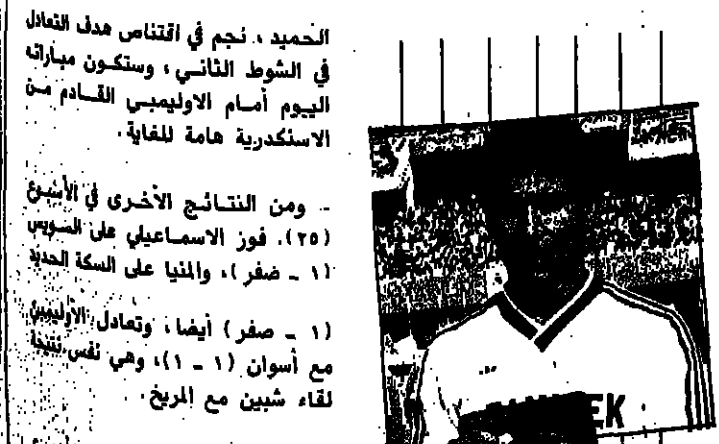 الحميد ، نجم في اقتناص هدف التعادل
في الشوط الثاني ، وستكون مباراته
اليوم أمام الاوليمبي القادم من
الاسكندرية هامة للغاية .
- ومن النتائج الأخرى في الأسبوع
(٢٥) ، فوز الاسماعيلي على السويس
(١ - صفر) ، والمنيا على السكة الحديد
(١ - صفر) أيضا ، وتعادل الأوليمبي
مع أسوان (١ - ١) ، وهي نفس نتيجة
لقاء شبين مع المريخ .
EK